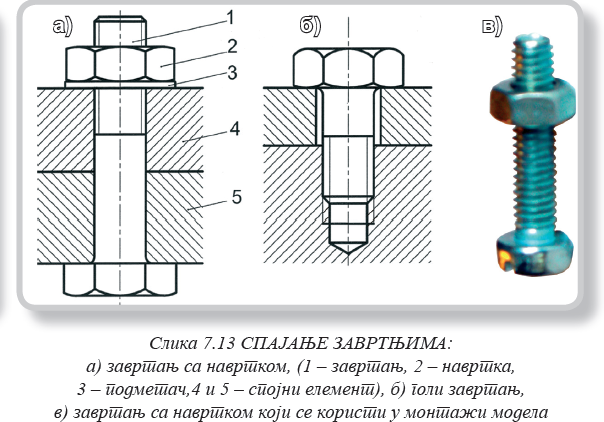 а) б) в)
1
2
3
4
5
Слика 7.13 СПАЈАЊЕ ЗАВРТЊИМА:
а) завртањ са навртком, (1 – завртањ, 2 – навртка,
3 – подметач,4 и 5 – спојни елемент), б) голи завртањ,
в) завртањ са навртком који се користи у монтажи модела